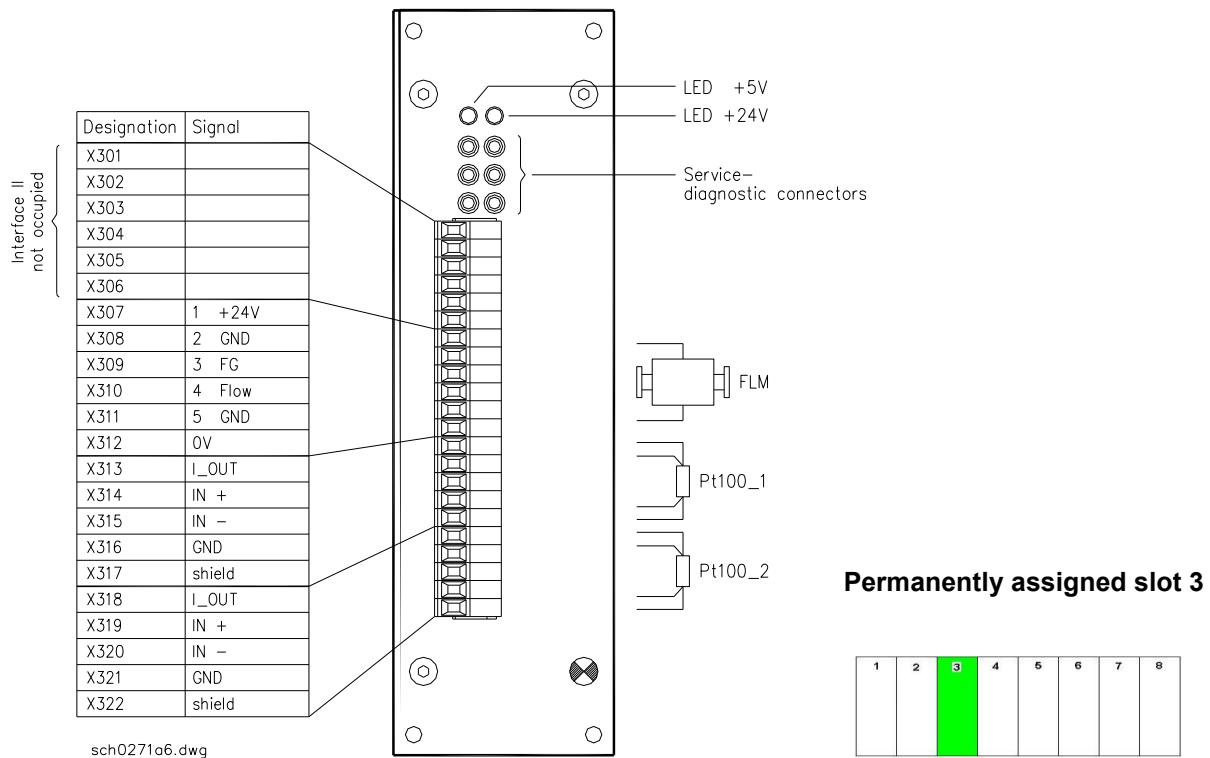 LED +5V
LED +24V
Service-
diagnostic connectors
Designation Signal
Interface II
not occupied
X301
X302
X303
X304
X305
X306
X307 1 +24V
X308 2 GND
X309 3 FG
X310 4 Flow
X311 5 GND
X312 0V
X313 I_OUT
X314 IN +
X315 IN -
X316 GND
X317 shield
X318 I_OUT
X319 IN +
X320 IN -
X321 GND
X322 shield
FLM
Pt100_1
Pt100_2
Permanently assigned slot 3
1 2 3 4 5 6 7 8
sch0271a6.dwg